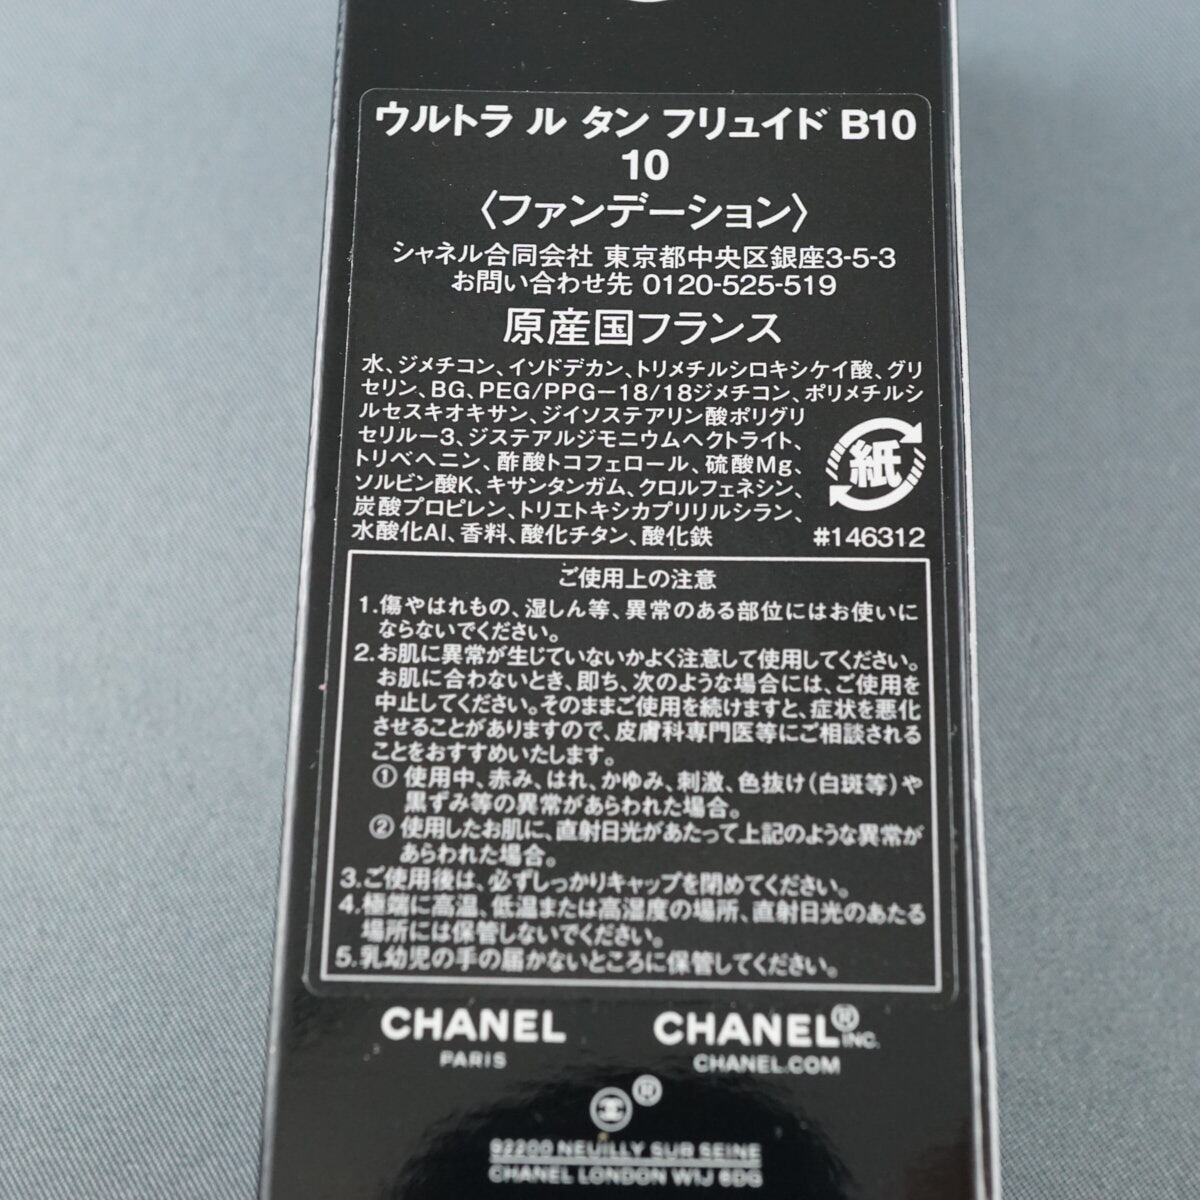 ウルトラ ル タン フリュイド B10
10
〈ファンデーション〉
シャネル合同会社 東京都中央区銀座3-5-3
お問い合わせ先 0120-525-519
原産国フランス
水、ジメチコン、イソドデカン、トリメチルシロキシケイ酸、グリ
セリン、BG、PEG/PPG－18/18ジメチコン、ポリメチルシ
ルセスキオキサン、ジイソステアリン酸ポリグリ
セリル－3、ジステアルジモニウムヘクトライト、
トリベヘニン、酢酸トコフェロール、硫酸Mg、
ソルビン酸K、キサンタンガム、クロルフェネシン、
炭酸プロピレン、トリエトキシカプリリルシラン、
水酸化Al、香料、酸化チタン、酸化鉄
紙
#146312
ご使用上の注意
1.傷やはれもの、湿しん等、異常のある部位にはお使いに
ならないでください。
2.お肌に異常が生じていないかよく注意して使用してください。
お肌に合わないとき、即ち、次のような場合には、ご使用を
中止してください。そのままご使用を続けますと、症状を悪化
させることがありますので、皮膚科専門医等にご相談される
ことをおすすめいたします。
① 使用中、赤み、はれ、かゆみ、刺激、色抜け(白斑等)や
黒ずみ等の異常があらわれた場合。
② 使用したお肌に、直射日光があたって上記のような異常が
あらわれた場合。
3.ご使用後は、必ずしっかりキャップを閉めてください。
4.極端に高温、低温または高湿度の場所、直射日光のあたる
場所には保管しないでください。
5.乳幼児の手の届かないところに保管してください。
CHANEL
PARIS
CHANEL® INC.
CHANEL.COM
®
92200 NEUILLY SUR SEINE
CHANEL LONDON W1J 6DG